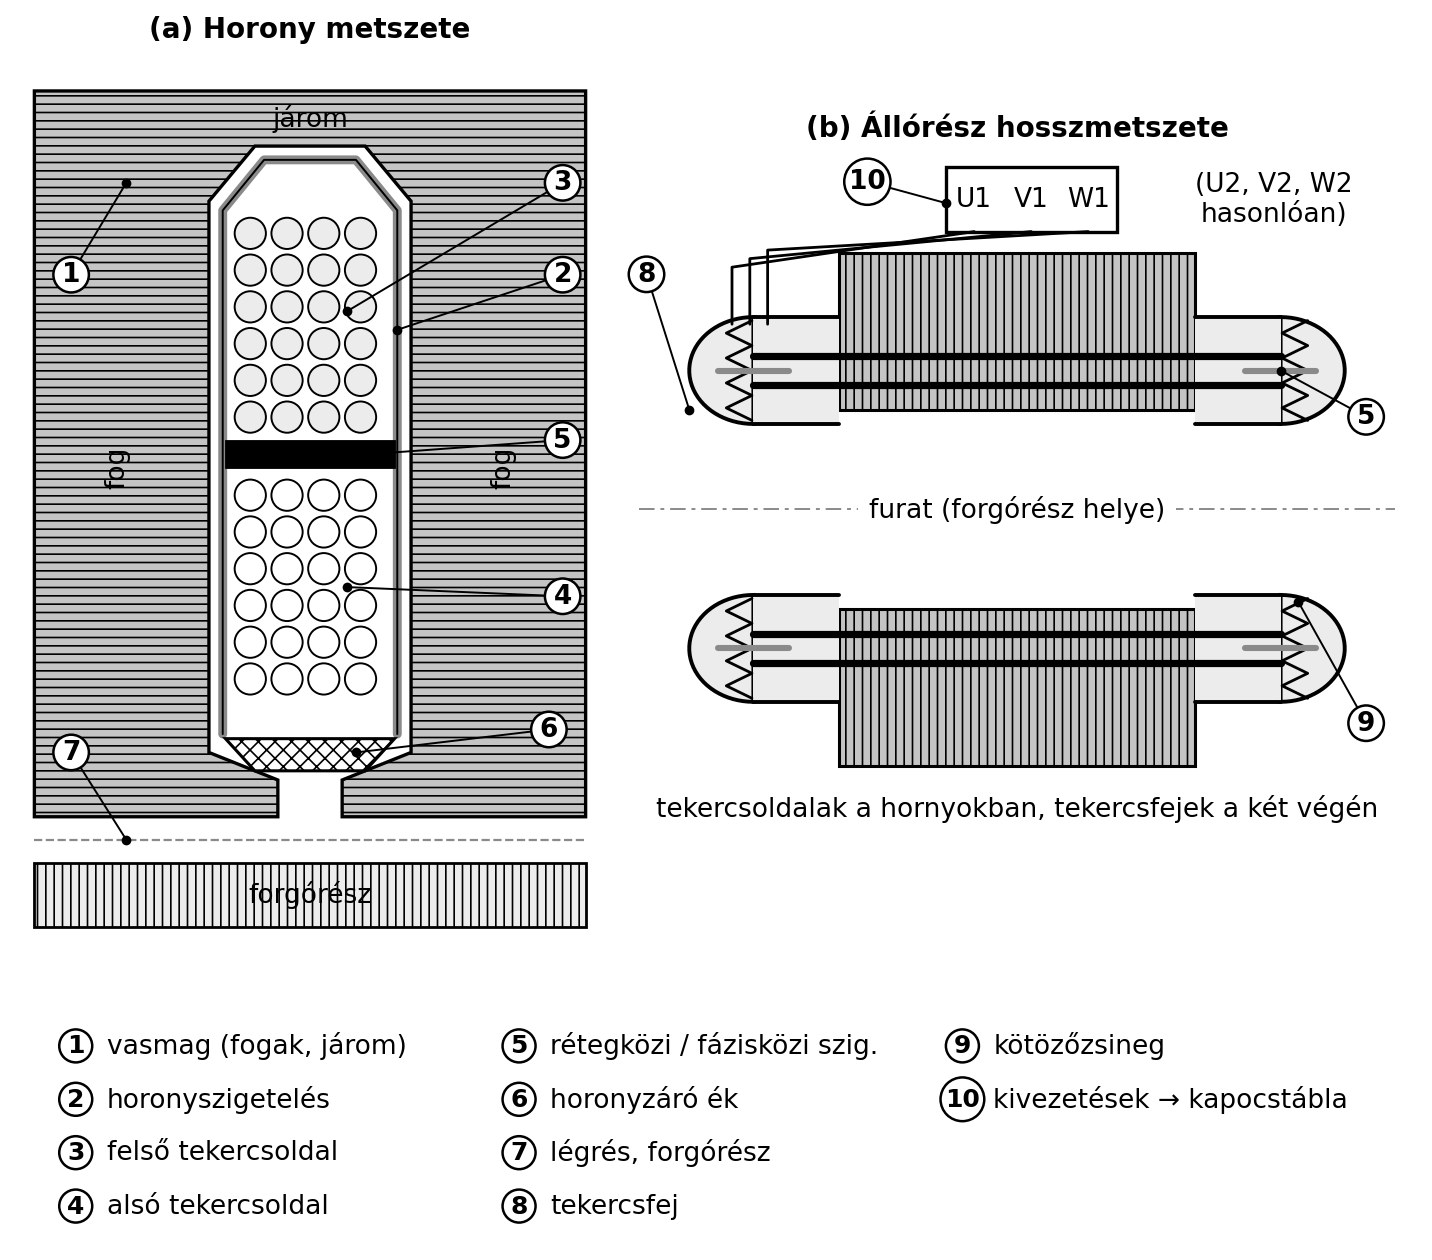 (a) Horony metszete
járom
3
1
2
fog
fog
5
4
7
6
forgórész
(b) Állórész hosszmetszete
10
U1 V1 W1
(U2, V2, W2
hasonlóan)
8
5
furat (forgórész helye)
9
tekercsoldalak a hornyokban, tekercsfejek a két végén
1 vasmag (fogak, járom)
2 horonyszigetelés
3 felső tekercsoldal
4 alsó tekercsoldal
5 rétegközi / fázisközi szig.
6 horonyzáró ék
7 légrés, forgórész
8 tekercsfej
9 kötözőzsineg
10 kivezetések → kapocstábla